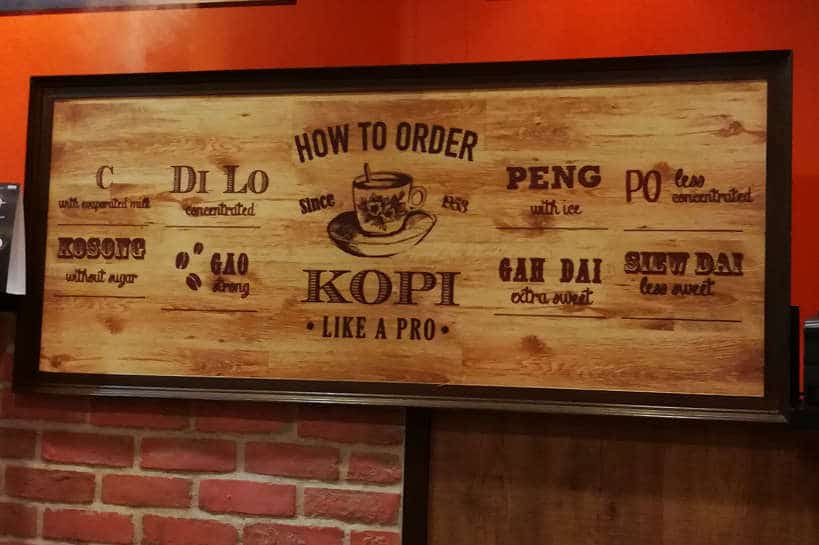 HOW TO ORDER
Since 1953
KOPI
• LIKE A PRO •
C
with evaporated milk
DI LO
concentrated
KOSONG
without sugar
GAO
strong
PENG
with ice
PO less
concentrated
GAH DAI
extra sweet
SIEW DAI
less sweet